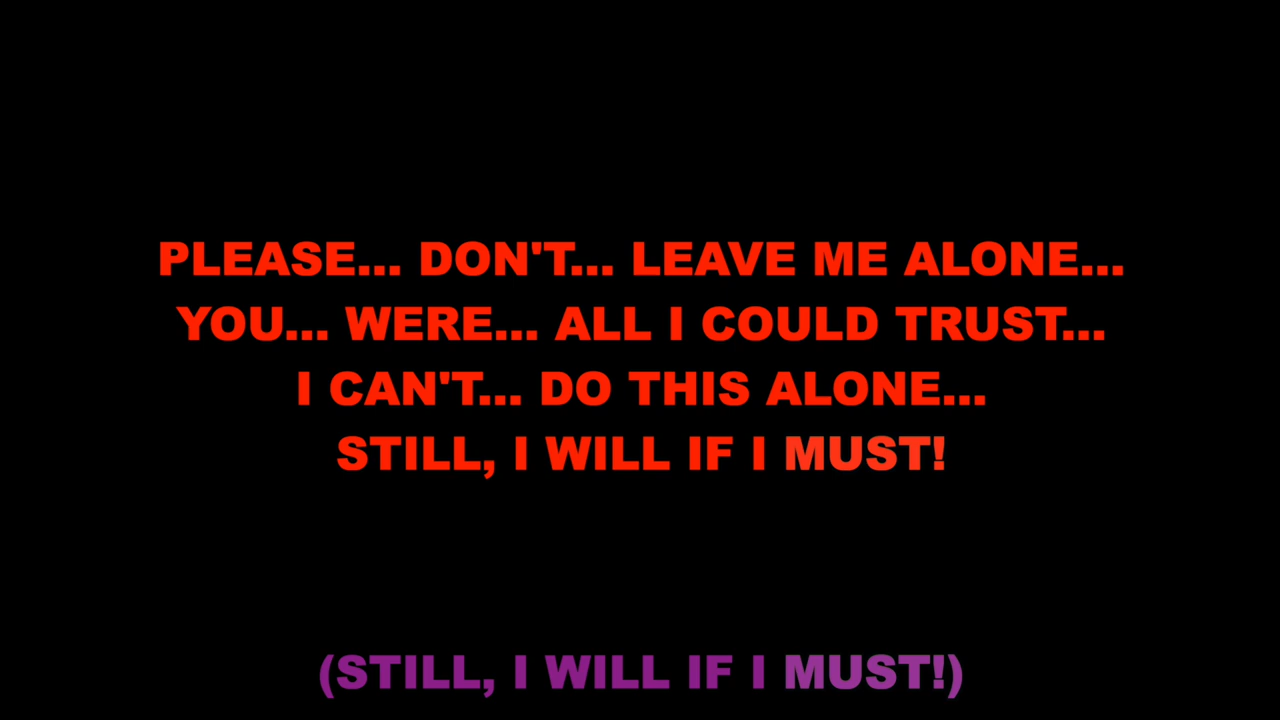 PLEASE... DON'T... LEAVE ME ALONE...
YOU... WERE... ALL I COULD TRUST...
I CAN'T... DO THIS ALONE...
STILL, I WILL IF I MUST!
(STILL, I WILL IF I MUST!)